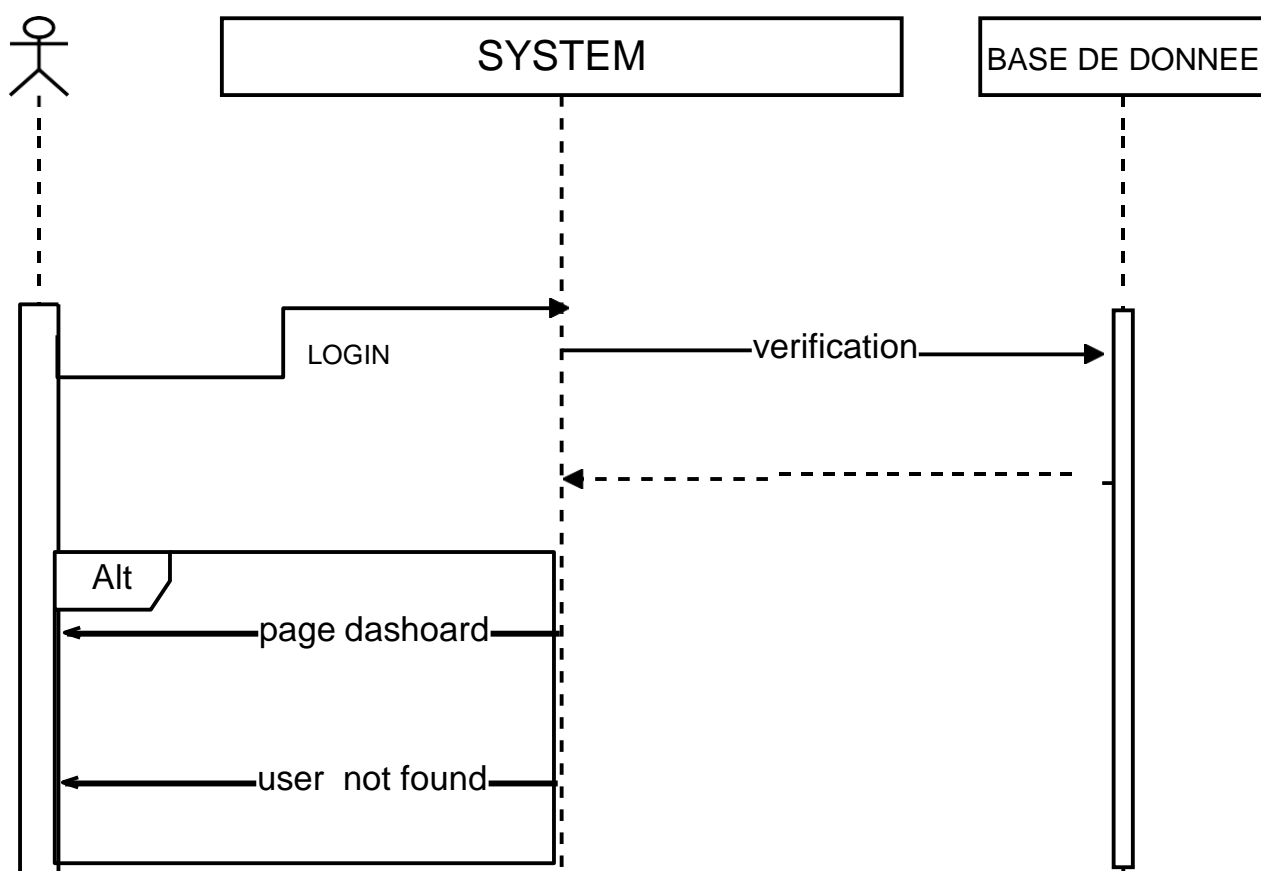 SYSTEM
BASE DE DONNEE
LOGIN
verification
Alt
page dashoard
user not found